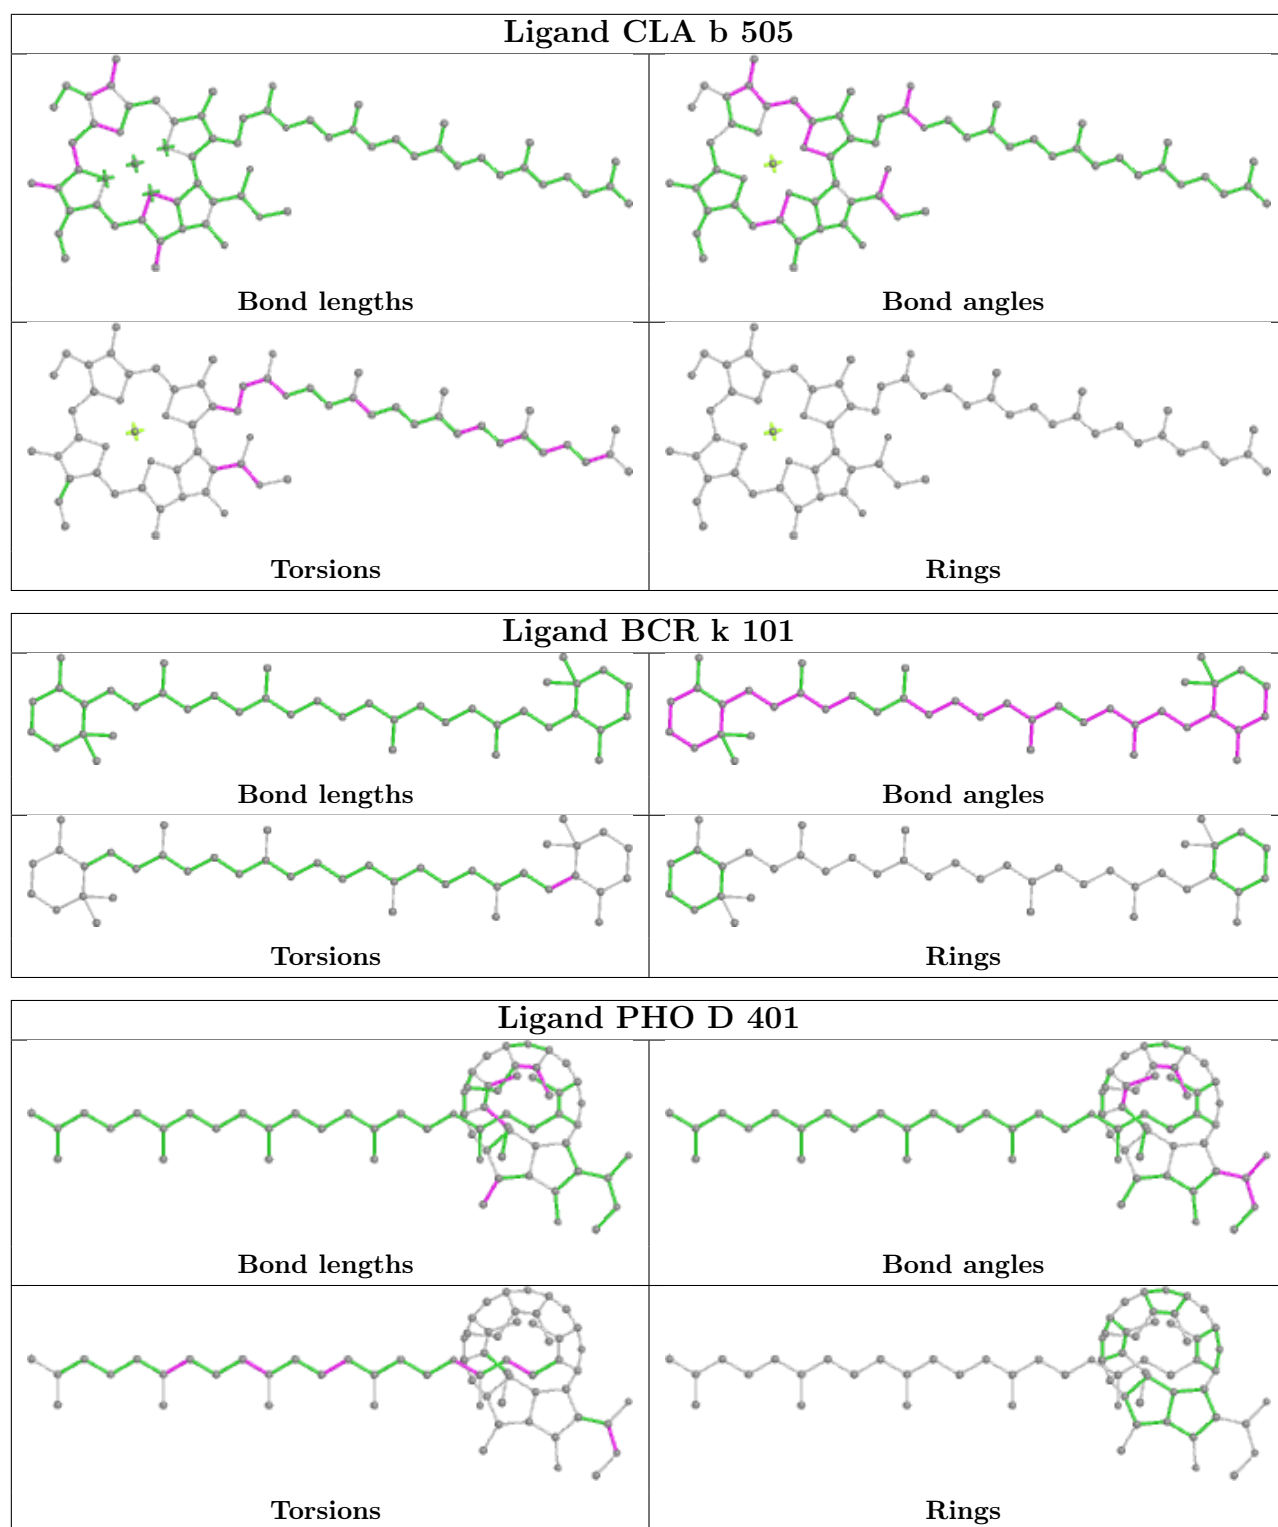 Ligand CLA b 505
Bond lengths
Bond angles
Torsions
Rings
Ligand BCR k 101
Bond lengths
Bond angles
Torsions
Rings
Ligand PHO D 401
Bond lengths
Bond angles
Torsions
Rings